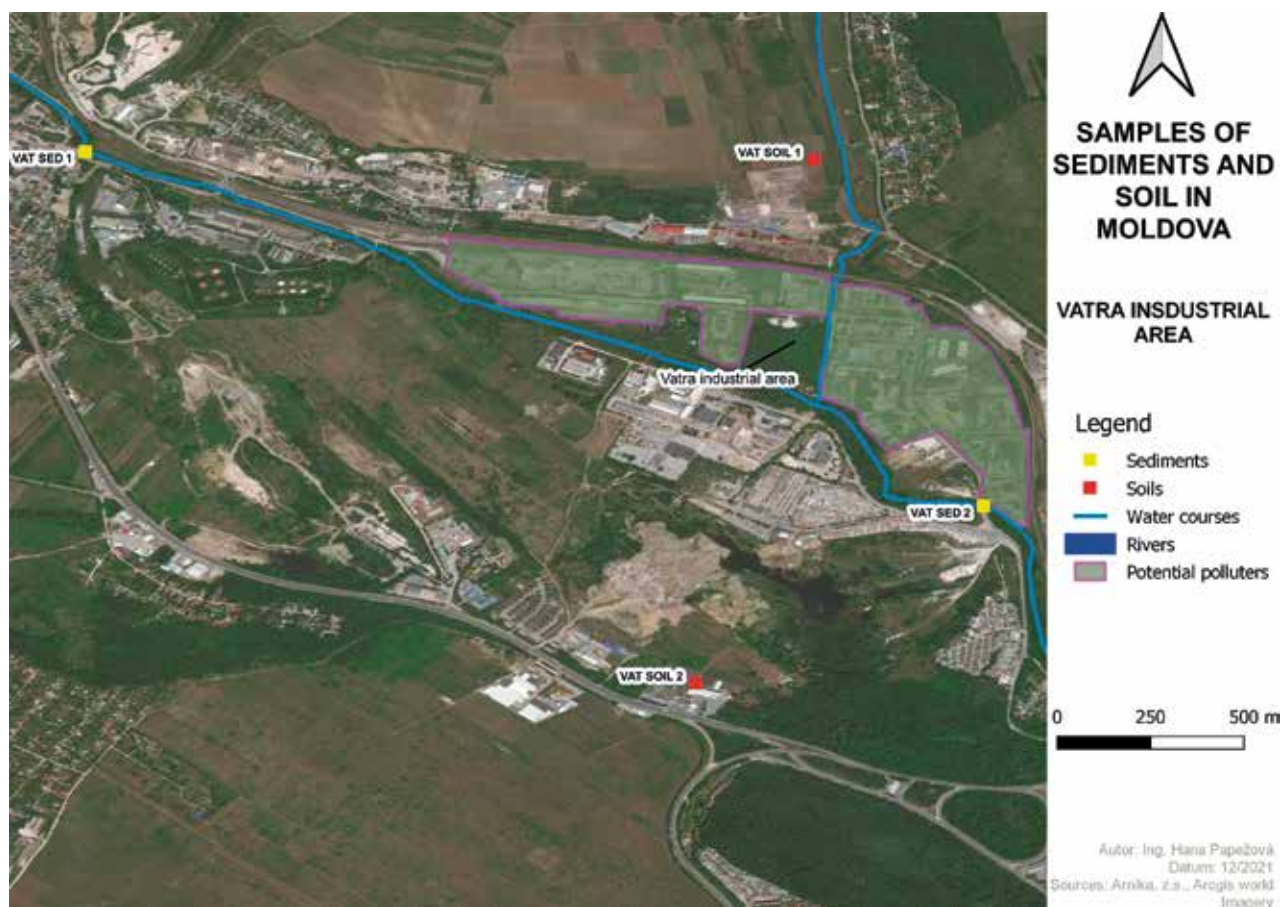 VAT SED 1
VAT SOIL 1
Vatra industrial area
VAT SED 2
VAT SOIL 2
SAMPLES OF
SEDIMENTS AND
SOIL IN
MOLDOVA
VATRA INSDUSTRIAL
AREA
Legend
Sediments
Soils
Water courses
Rivers
Potential polluters
0 250 500 m
Autor: Ing. Hana Papežová
Datum: 12/2021
Sources: Arnika, z.s., Arcgis world
Imagery